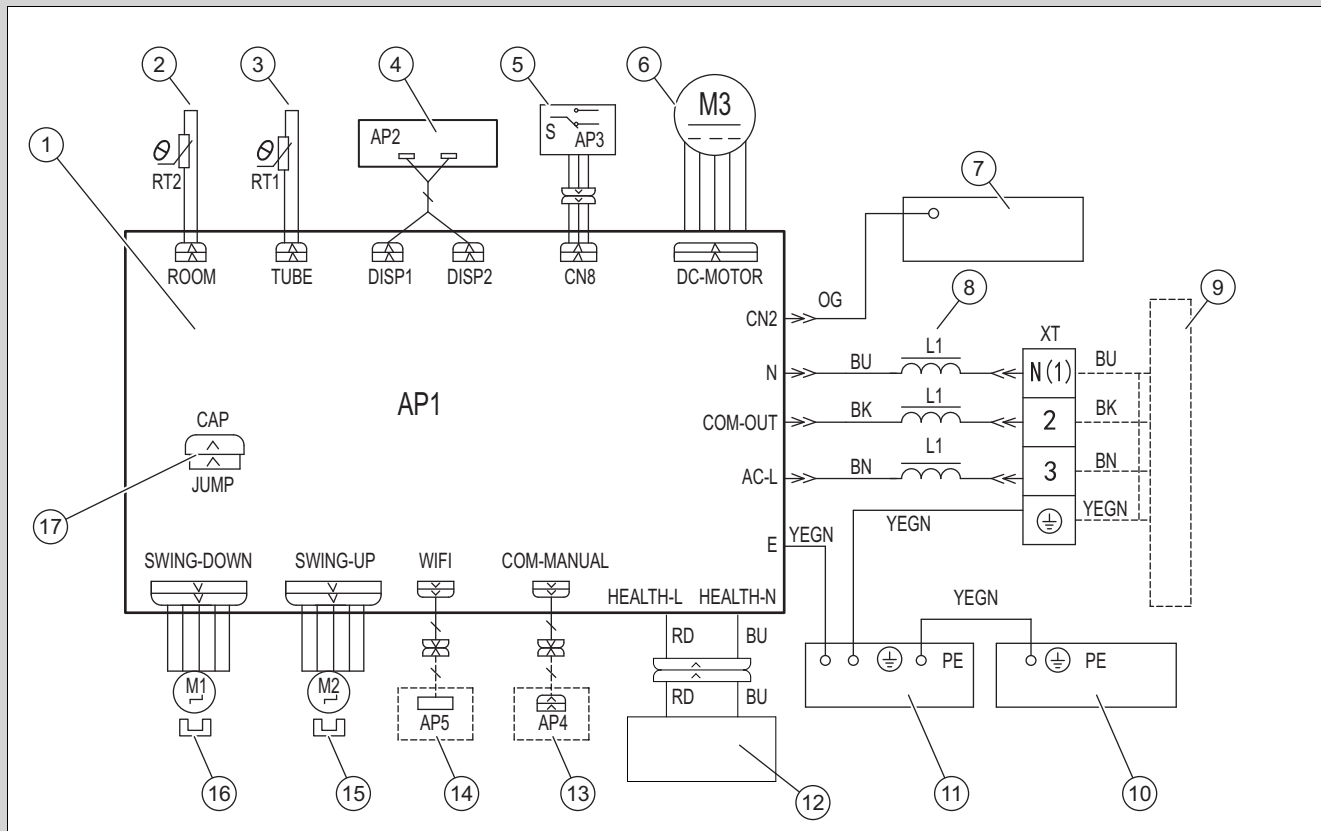 2
3
4
5
6
M3
AP2
S
AP3
1
RT2
RT1
7
ROOM
TUBE
DISP1
DISP2
CN8
DC-MOTOR
OG
8
9
CN2
XT
L1
N
BU
N(1)
BU
L1
CAP
AP1
COM-OUT
BK
2
BK
L1
JUMP
AC-L
BN
3
BN
17
YEGN
YEGN
YEGN
E
SWING-DOWN
SWING-UP
WIFI
COM-MANUAL
HEALTH-L
HEALTH-N
YEGN
RD
BU
PE
PE
M1
M2
RD
BU
AP5
AP4
16
15
14
13
12
11
10